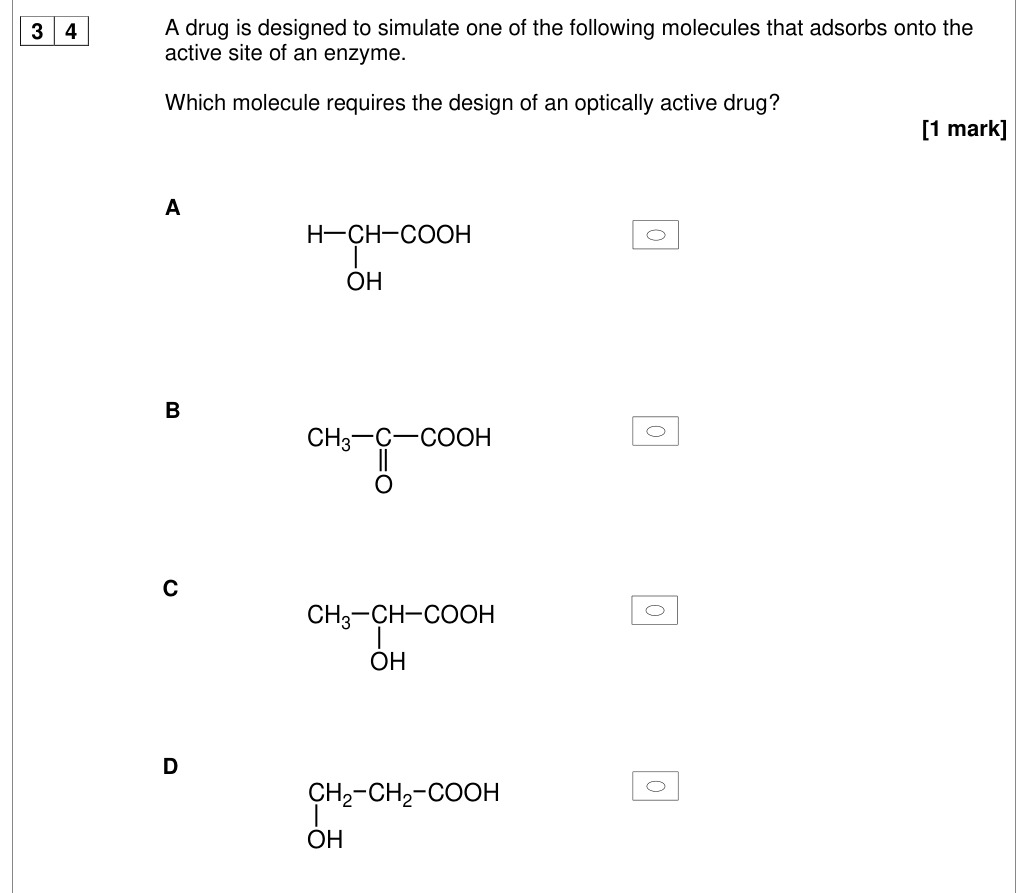 3 4 A drug is designed to simulate one of the following molecules that adsorbs onto the
active site of an enzyme.
Which molecule requires the design of an optically active drug?
[1 mark]
A
H—CH—COOH
OH
B
CH₃—C—COOH
O
C
CH₃—CH—COOH
OH
D
CH₂—CH₂—COOH
OH